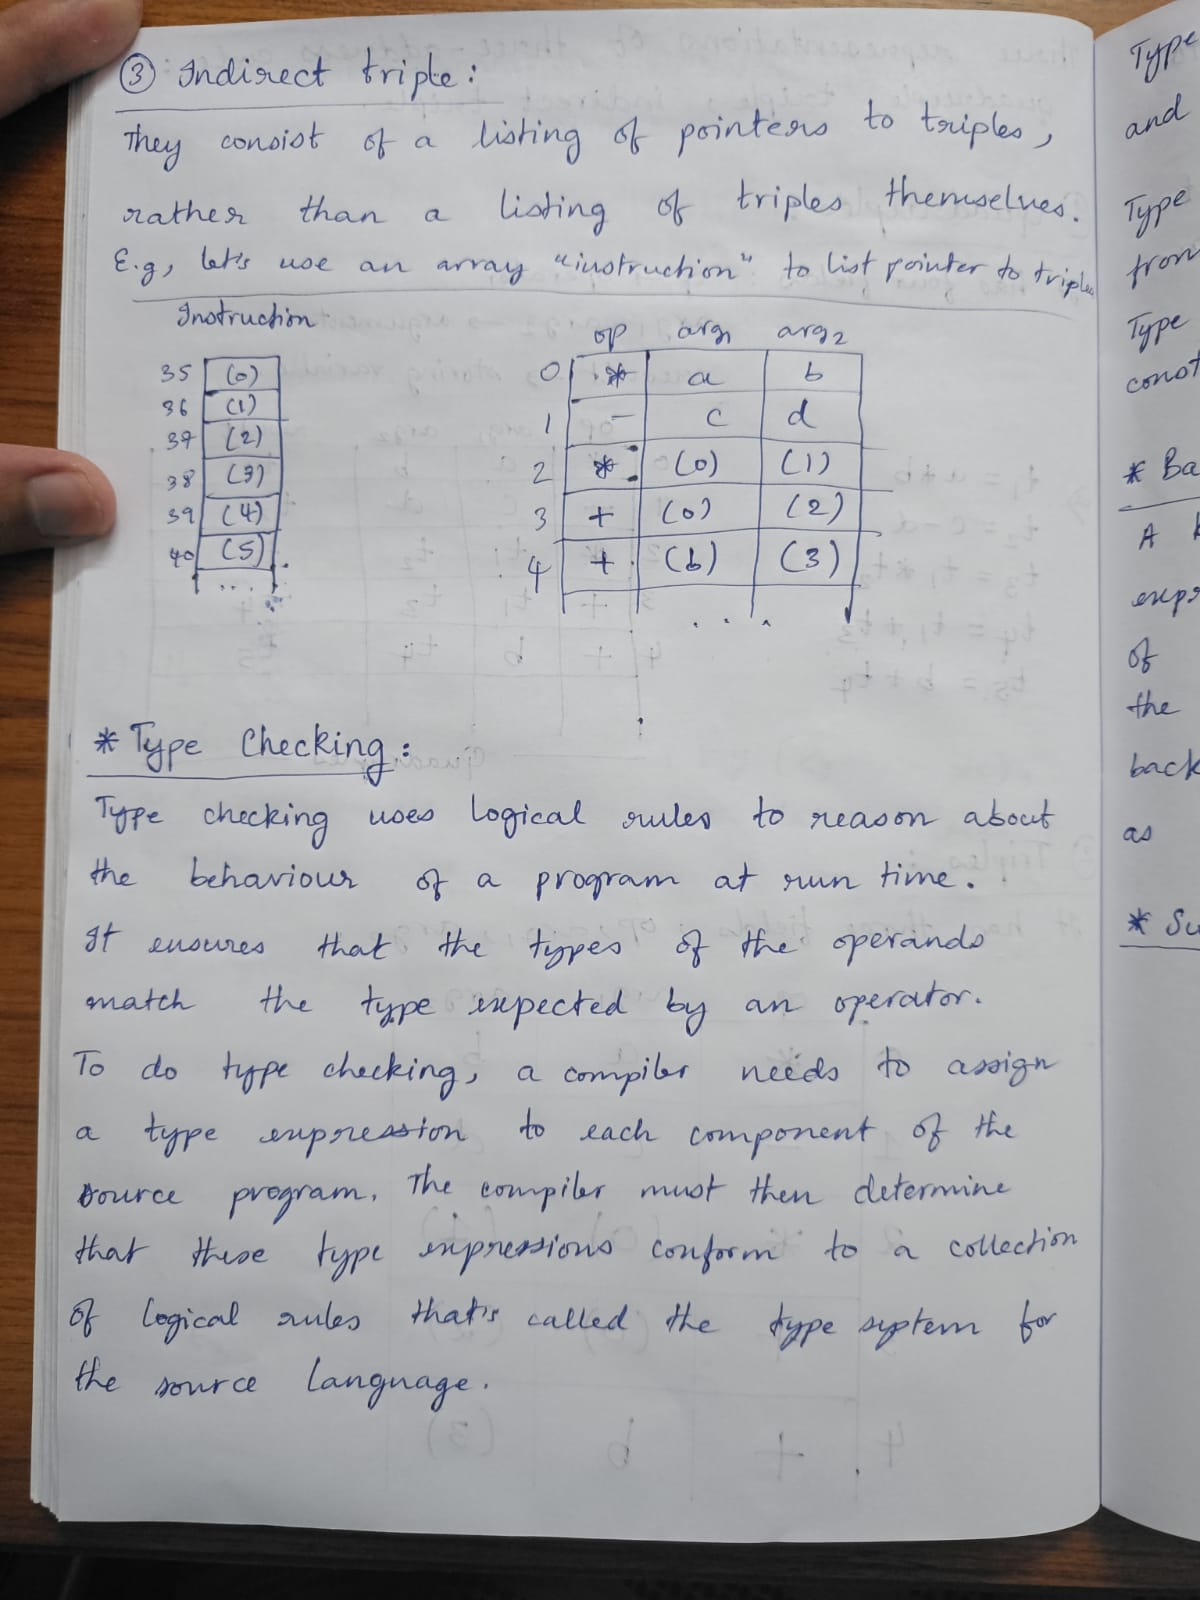 ③ Indirect triple:
They consist of a listing of pointers to triples,
rather than a listing of triples themselves.
E.g, let's use an array "instruction" to list pointer to triples
Instruction
35 (0)
36 (1)
37 (2)
38 (3)
39 (4)
40 (5)
....
op arg1 arg2
0 * a b
1 - c d
2 * (0) (1)
3 + (0) (2)
4 + (b) (3)
...
* Type Checking:
Type checking uses logical rules to reason about
the behaviour of a program at run time.
It ensures that the types of the operands
match the type expected by an operator.
To do type checking, a compiler needs to assign
a type expression to each component of the
source program. The compiler must then determine
that these type expressions conform to a collection
of logical rules that's called the type system for
the source language.
Type
and
Type
from
Type
const
* Ba
A
expr
of
the
back
as
* Su